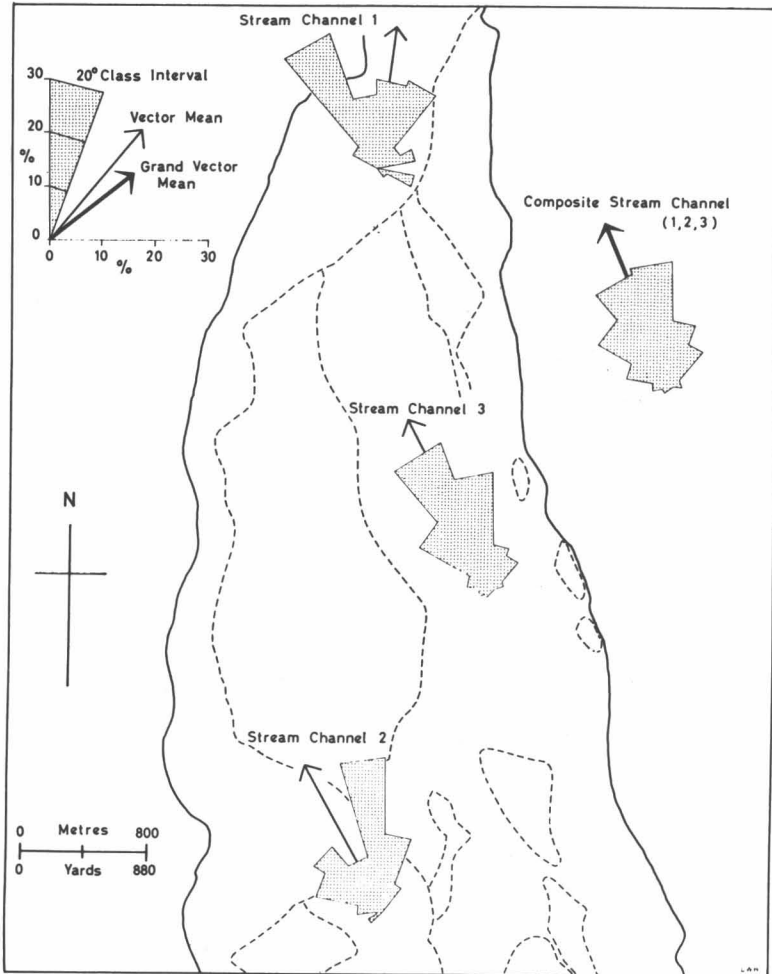 Stream Channel 1
30
20° Class Interval
Vector Mean
20
%
Grand Vector
Mean
10
0
0 10 20 30
%
Composite Stream Channel
(1,2,3)
Stream Channel 3
N
Stream Channel 2
0 Metres 800
0 Yards 880
LAH